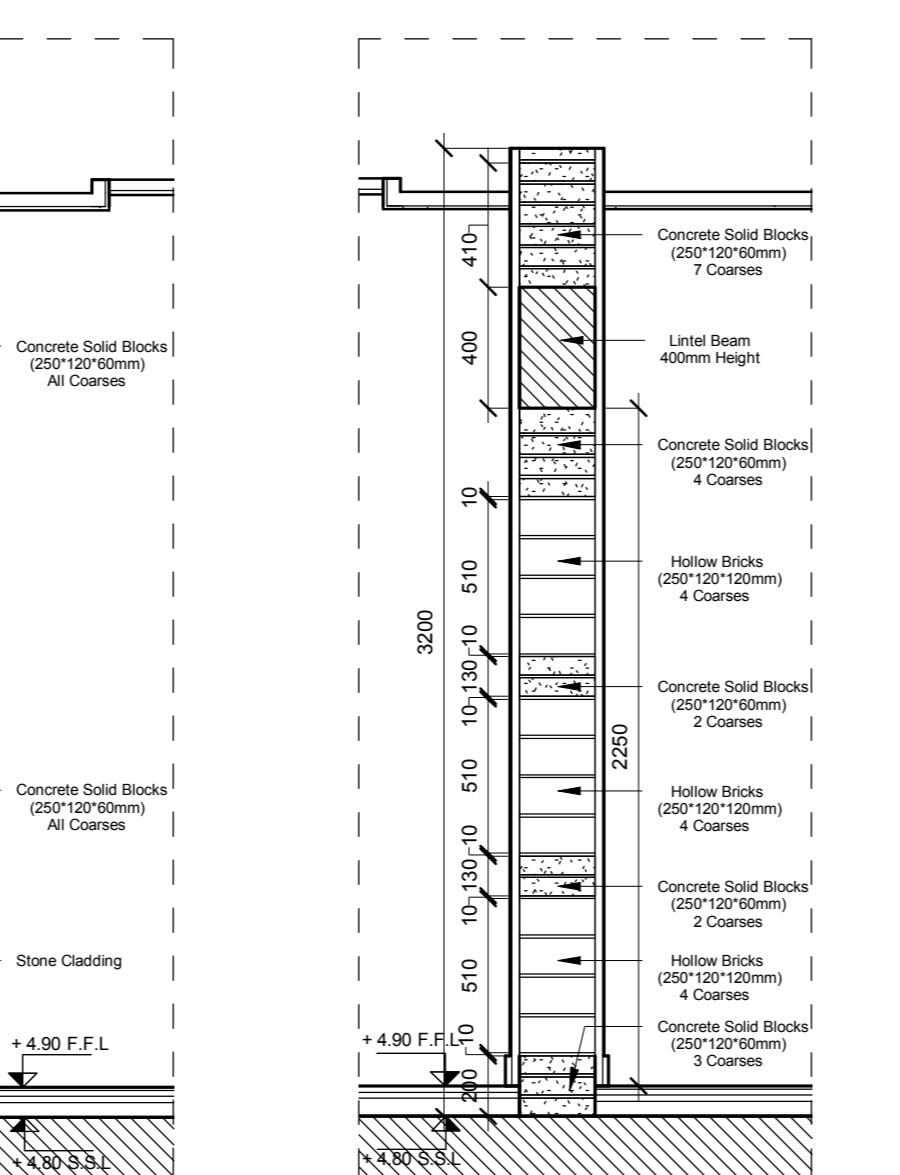 Concrete Solid Blocks
(250*120*60mm)
All Coarses
Concrete Solid Blocks
(250*120*60mm)
All Coarses
Stone Cladding
+ 4.90 F.F.L
+ 4.80 S.S.L
3200
410
400
10
510
10
130
10
510
10
130
10
510
10
200
+ 4.90 F.F.L
+ 4.80 S.S.L
2250
Concrete Solid Blocks
(250*120*60mm)
7 Coarses
Lintel Beam
400mm Height
Concrete Solid Blocks
(250*120*60mm)
4 Coarses
Hollow Bricks
(250*120*120mm)
4 Coarses
Concrete Solid Blocks
(250*120*60mm)
2 Coarses
Hollow Bricks
(250*120*120mm)
4 Coarses
Concrete Solid Blocks
(250*120*60mm)
2 Coarses
Hollow Bricks
(250*120*120mm)
4 Coarses
Concrete Solid Blocks
(250*120*60mm)
3 Coarses